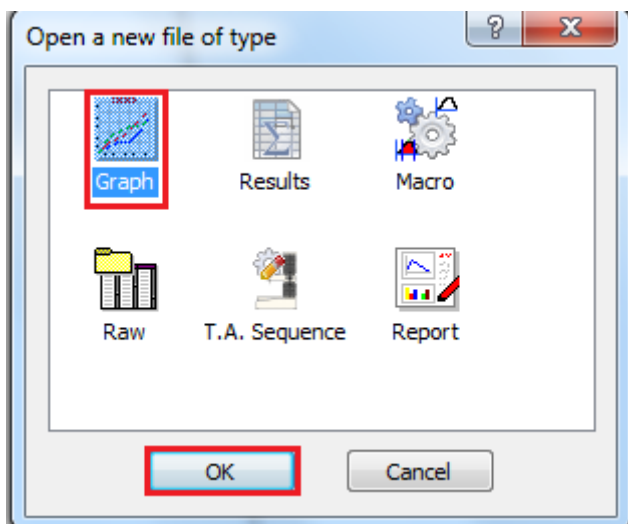 Open a new file of type
Graph Results Macro
Raw T.A. Sequence Report
OK Cancel